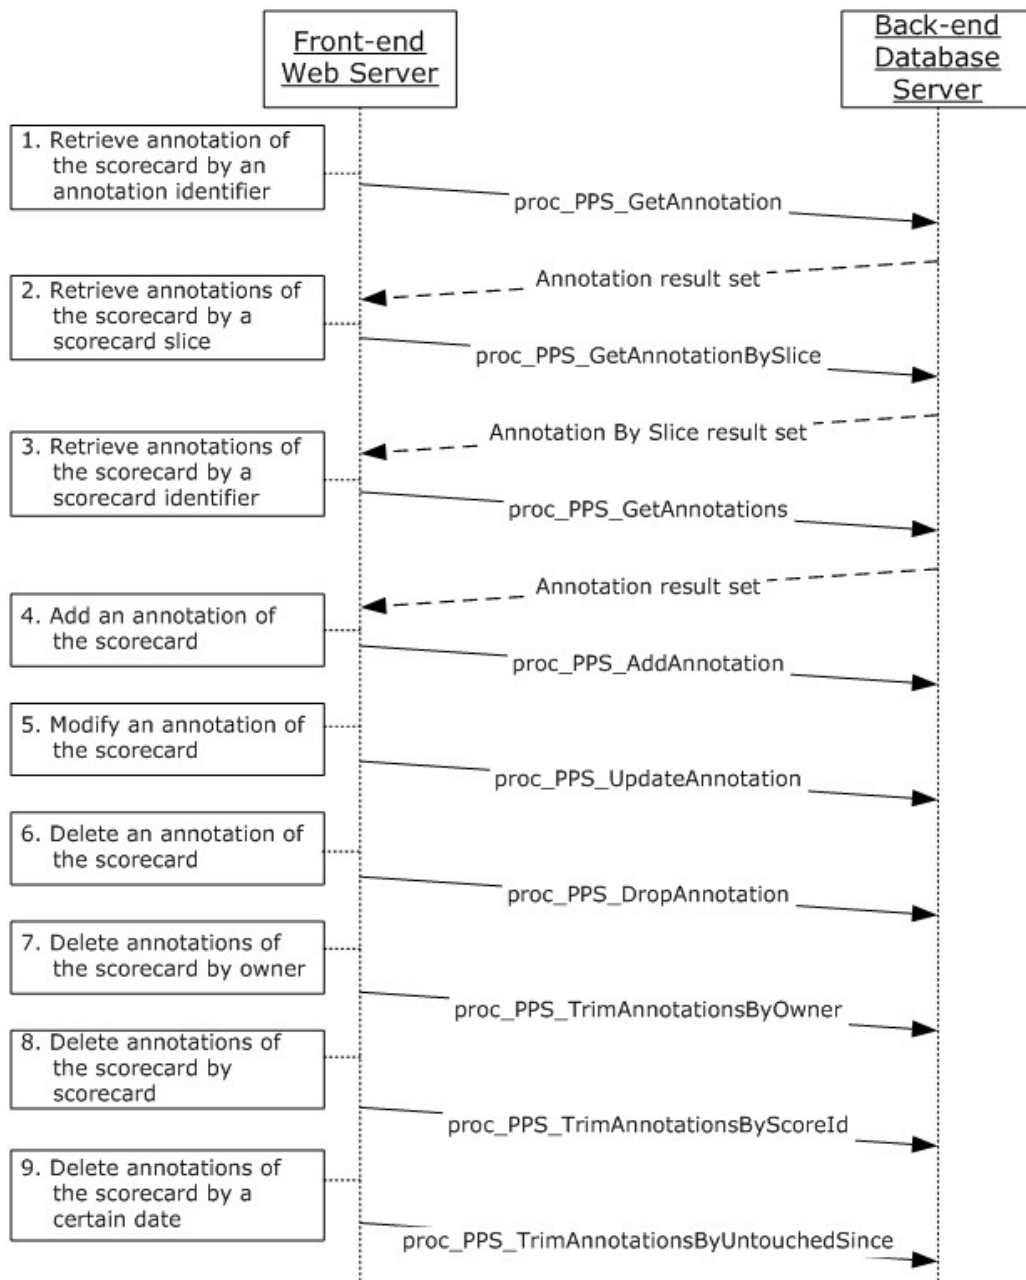 Front-end
Web Server
Back-end
Database
Server
1. Retrieve annotation of
the scorecard by an
annotation identifier
proc_PPS_GetAnnotation
Annotation result set
2. Retrieve annotations of
the scorecard by a
scorecard slice
proc_PPS_GetAnnotationBySlice
Annotation By Slice result set
3. Retrieve annotations of
the scorecard by a
scorecard identifier
proc_PPS_GetAnnotations
Annotation result set
4. Add an annotation of
the scorecard
proc_PPS_AddAnnotation
5. Modify an annotation of
the scorecard
proc_PPS_UpdateAnnotation
6. Delete an annotation of
the scorecard
proc_PPS_DropAnnotation
7. Delete annotations of
the scorecard by owner
proc_PPS_TrimAnnotationsByOwner
8. Delete annotations of
the scorecard by
scorecard
proc_PPS_TrimAnnotationsByScoreId
9. Delete annotations of
the scorecard by a
certain date
proc_PPS_TrimAnnotationsByUntouchedSince